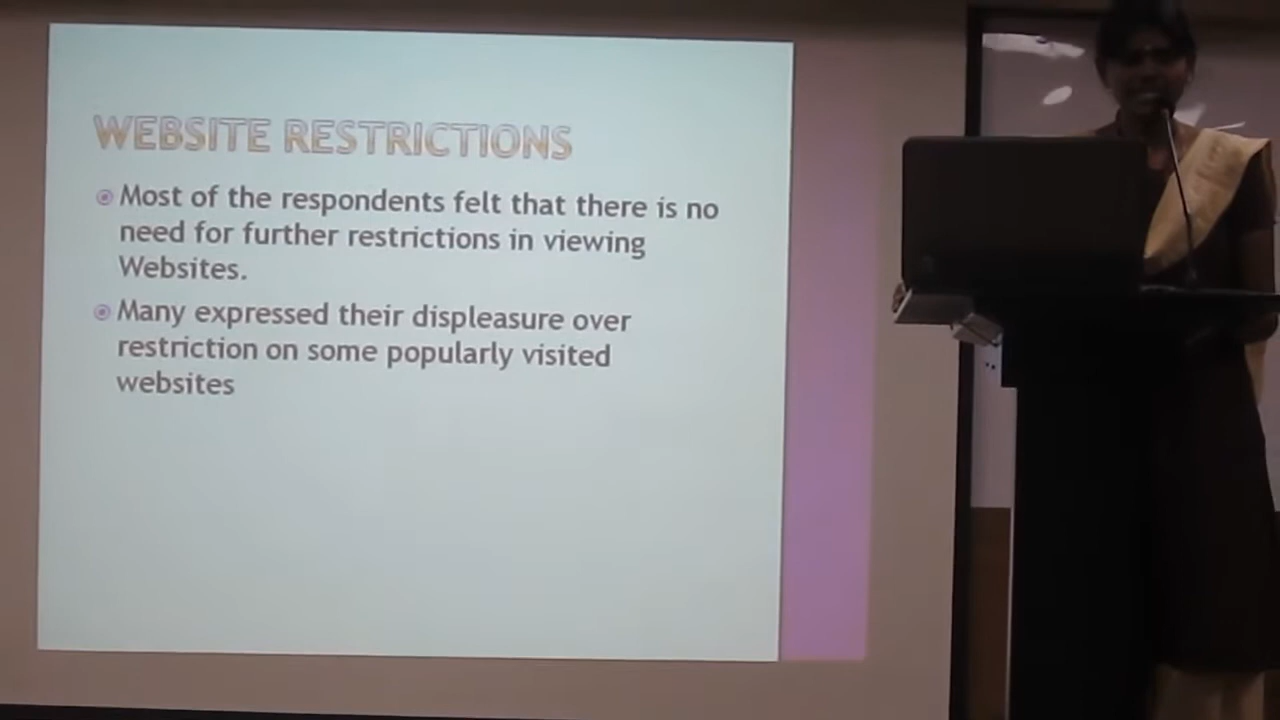 WEBSITE RESTRICTIONS
Most of the respondents felt that there is no
need for further restrictions in viewing
Websites.
Many expressed their displeasure over
restriction on some popularly visited
websites